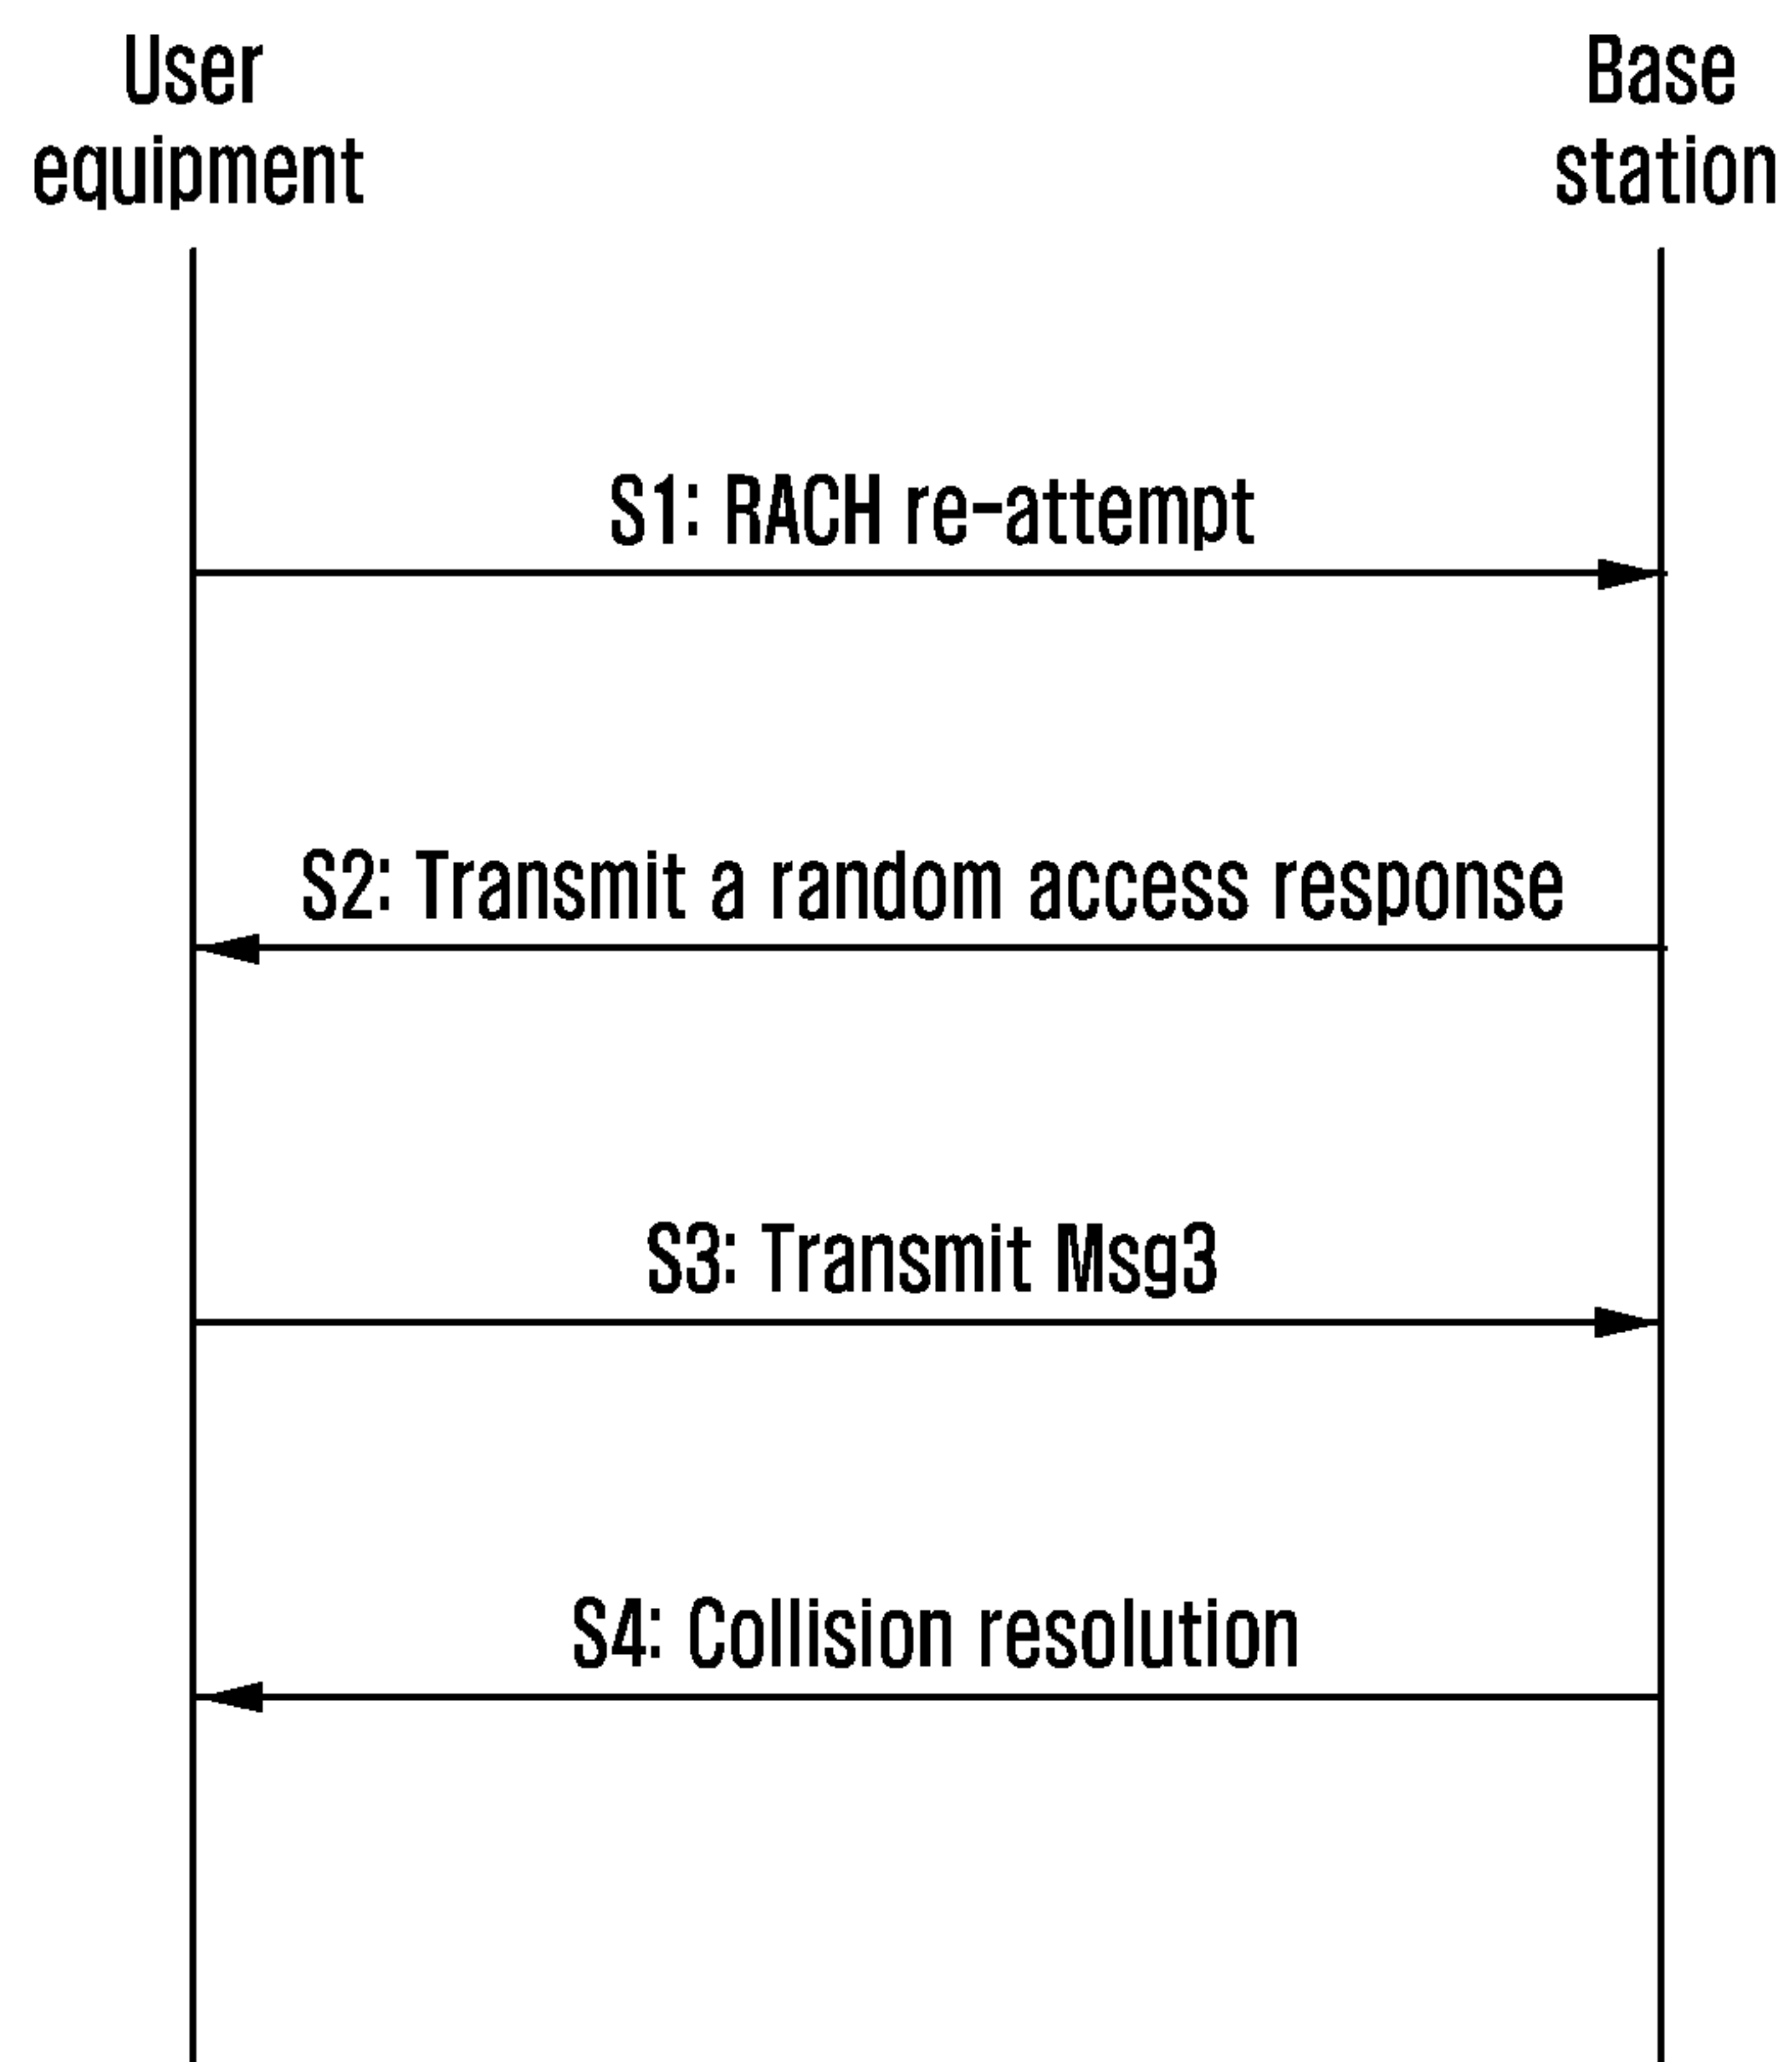 User
equipment
Base
station
S1: RACH re-attempt
S2: Transmit a random access response
S3: Transmit Msg3
S4: Collision resolution